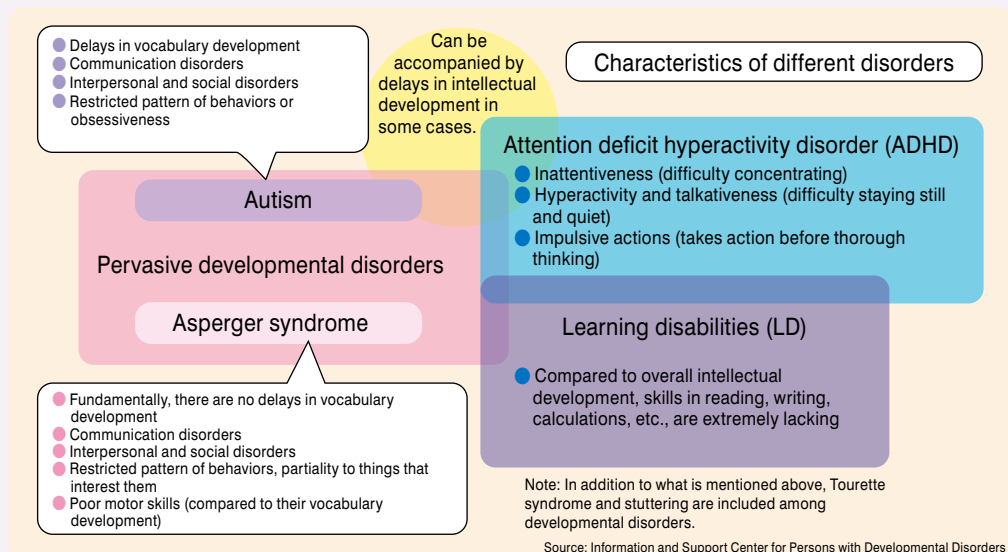 Delays in vocabulary development
Communication disorders
Interpersonal and social disorders
Restricted pattern of behaviors or
obsessiveness
Can be
accompanied by
delays in intellectual
development in
some cases.
Characteristics of different disorders
Attention deficit hyperactivity disorder (ADHD)
Inattentiveness (difficulty concentrating)
Hyperactivity and talkativeness (difficulty staying still
and quiet)
Impulsive actions (takes action before thorough
thinking)
Autism
Pervasive developmental disorders
Asperger syndrome
Learning disabilities (LD)
Compared to overall intellectual
development, skills in reading, writing,
calculations, etc., are extremely lacking
Fundamentally, there are no delays in vocabulary
development
Communication disorders
Interpersonal and social disorders
Restricted pattern of behaviors, partiality to things that
interest them
Poor motor skills (compared to their vocabulary
development)
Note: In addition to what is mentioned above, Tourette
syndrome and stuttering are included among
developmental disorders.
Source: Information and Support Center for Persons with Developmental Disorders